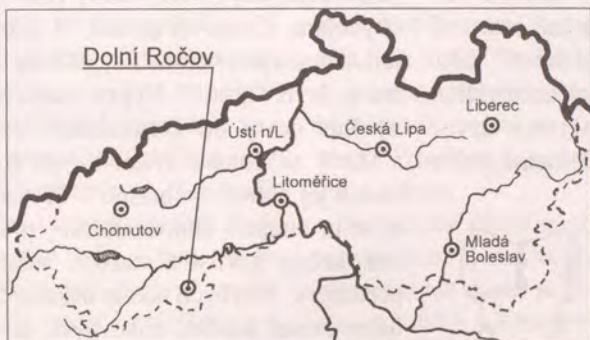 Dolní Ročov
Liberec
Ústí n/L
Česká Lípa
Litoměřice
Chomutov
Mladá
Boleslav